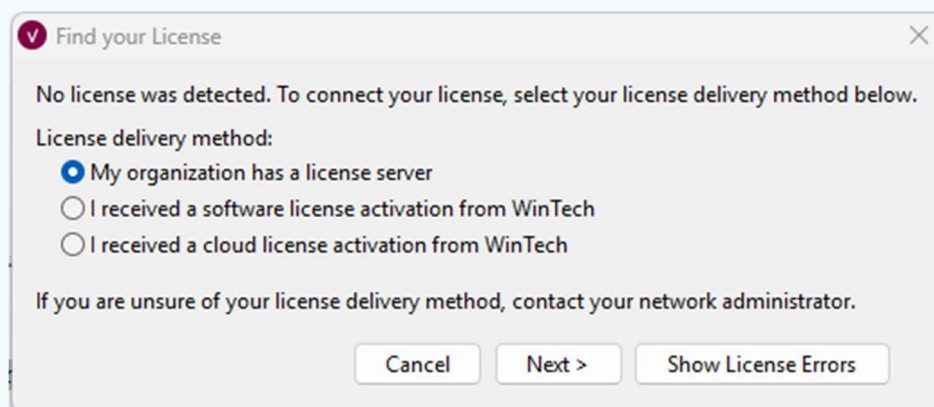 V Find your License
No license was detected. To connect your license, select your license delivery method below.
License delivery method:
My organization has a license server
I received a software license activation from WinTech
I received a cloud license activation from WinTech
If you are unsure of your license delivery method, contact your network administrator.
Cancel Next > Show License Errors